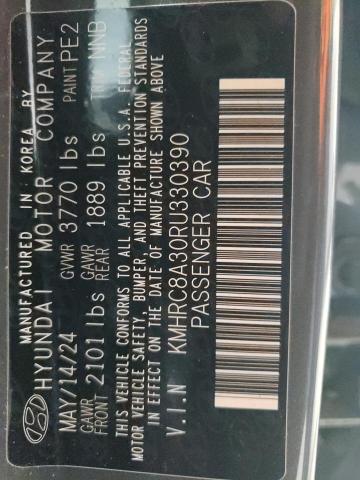 MANUFACTURED IN KOREA BY
HYUNDAI MOTOR COMPANY
MAY/14/24 GVWR 3770 lbs PAINT PE2
GAWR FRONT 2101 lbs GAWR REAR 1889 lbs TRIM NNB
THIS VEHICLE CONFORMS TO ALL APPLICABLE U.S.A. FEDERAL
MOTOR VEHICLE SAFETY, BUMPER, AND THEFT PREVENTION STANDARDS
IN EFFECT ON THE DATE OF MANUFACTURE SHOWN ABOVE
V.I.N KMHRC8A30RU330390
PASSENGER CAR